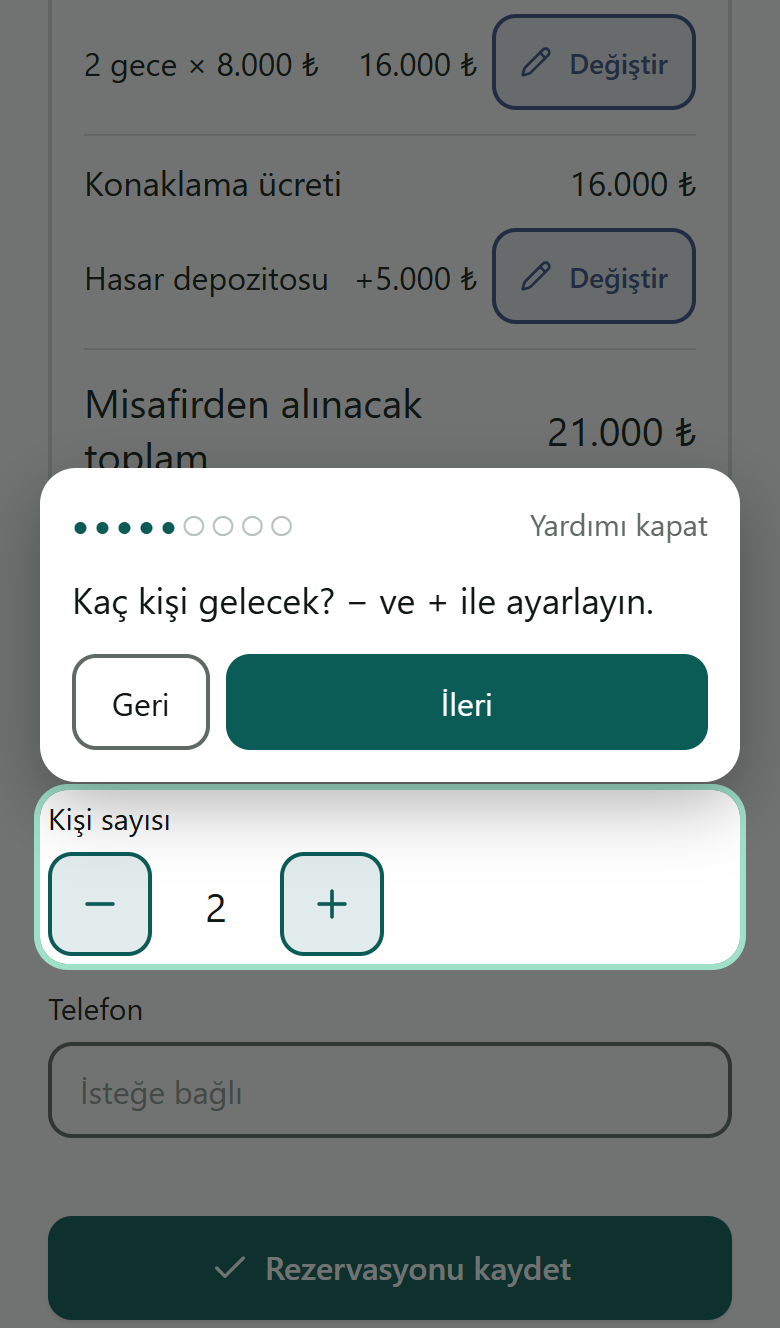 2 gece × 8.000 ₺ 16.000 ₺ Değiştir
Konaklama ücreti 16.000 ₺
Hasar depozitosu +5.000 ₺ Değiştir
Misafirden alınacak
toplam 21.000 ₺
Yardımı kapat
Kaç kişi gelecek? − ve + ile ayarlayın.
Geri İleri
Kişi sayısı
− 2 +
Telefon
İsteğe bağlı
Rezervasyonu kaydet